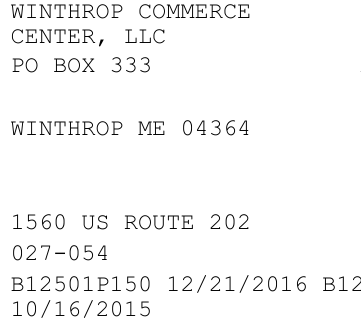 WINTHROP COMMERCE
CENTER, LLC
PO BOX 333
WINTHROP ME 04364
1560 US ROUTE 202
027-054
B12501P150 12/21/2016 B12
10/16/2015